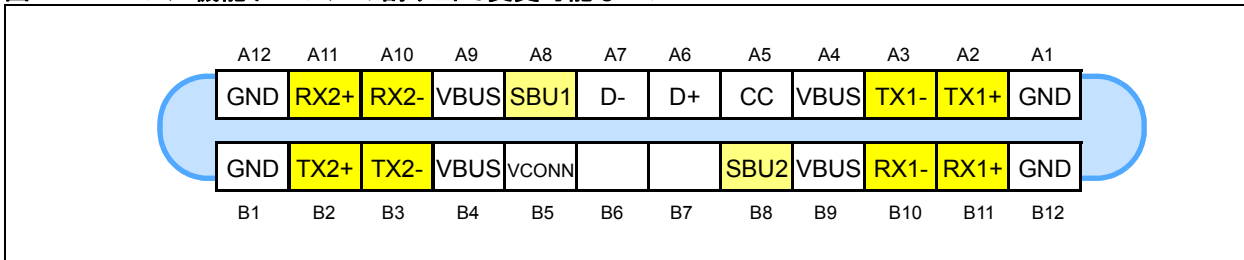 A12 A11 A10 A9 A8 A7 A6 A5 A4 A3 A2 A1
GND RX2+ RX2- VBUS SBU1 D- D+ CC VBUS TX1- TX1+ GND
GND TX2+ TX2- VBUS VCONN SBU2 VBUS RX1- RX1+ GND
B1 B2 B3 B4 B5 B6 B7 B8 B9 B10 B11 B12